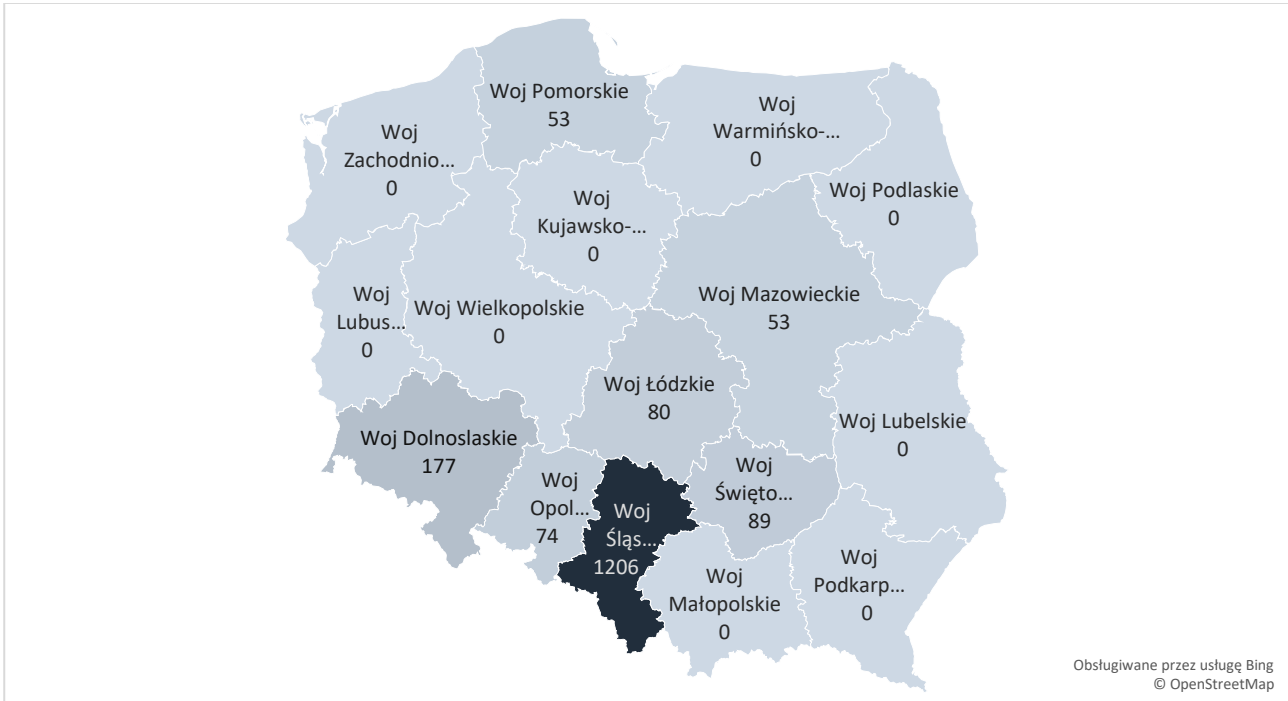 Woj Pomorskie
53
Woj
Warmińsko-...
0
Woj
Zachodnio...
0
Woj Podlaskie
0
Woj
Kujawsko-...
0
Woj Mazowieckie
53
Woj
Lubus...
0
Woj Wielkopolskie
0
Woj Łódzkie
80
Woj Lubelskie
0
Woj Dolnoslaskie
177
Woj
Opol...
74
Woj
Śląs...
1206
Woj
Święto...
89
Woj
Małopolskie
0
Woj
Podkarp...
0
Obsługiwane przez usługę Bing
© OpenStreetMap